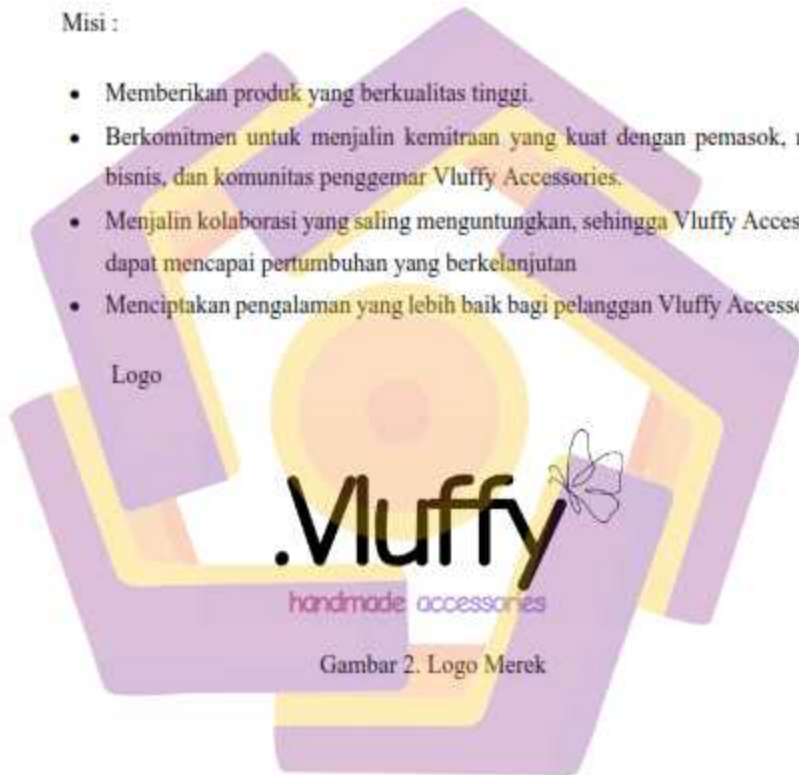 Misi :
• Memberikan produk yang berkualitas tinggi.
• Berkomitmen untuk menjalin kemitraan yang kuat dengan pemasok,
bisnis, dan komunitas penggemar Vluffy Accessories.
• Menjalin kolaborasi yang saling menguntungkan, sehingga Vluffy Acces
dapat mencapai pertumbuhan yang berkelanjutan
• Menciptakan pengalaman yang lebih baik bagi pelanggan Vluffy Accesso
Logo
.Vluffy
handmade accessories
Gambar 2. Logo Merek